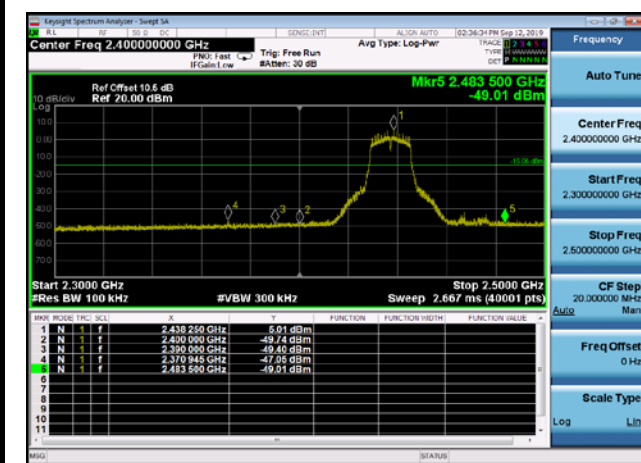 Keysight Spectrum Analyzer - Swept SA
RL RF 50 Ω DC SENSE:INT ALIGN AUTO 02:36:34 PM Sep 12, 2019
Center Freq 2.400000000 GHz
PNO: Fast
IFGain:Low
Trig: Free Run
#Atten: 30 dB
Avg Type: Log-Pwr
TRACE 1 2 3 4 5 6
TYPE
DET P N N N N N
Frequency
Auto Tune
Center Freq
2.400000000 GHz
Start Freq
2.300000000 GHz
Stop Freq
2.500000000 GHz
CF Step
20.000000 MHz
Auto Man
Freq Offset
0 Hz
Scale Type
Log Lin
Mkr5 2.483 500 GHz
-49.01 dBm
Ref Offset 10.6 dB
Ref 20.00 dBm
10 dB/div
Log
10.0
0.00
-10.0
-20.0
-30.0
-40.0
-50.0
-60.0
-70.0
1
-15.06 dBm
4
3
2
5
Start 2.3000 GHz
Stop 2.5000 GHz
#Res BW 100 kHz
#VBW 300 kHz
Sweep 2.667 ms (40001 pts)
MKR MODE TRC SCL X Y FUNCTION FUNCTION WIDTH FUNCTION VALUE
1 N 1 f 2.438 250 GHz 5.01 dBm
2 N 1 f 2.400 000 GHz -49.74 dBm
3 N 1 f 2.390 000 GHz -49.40 dBm
4 N 1 f 2.370 945 GHz -47.05 dBm
5 N 1 f 2.483 500 GHz -49.01 dBm
6
7
8
9
10
11
MSG
STATUS